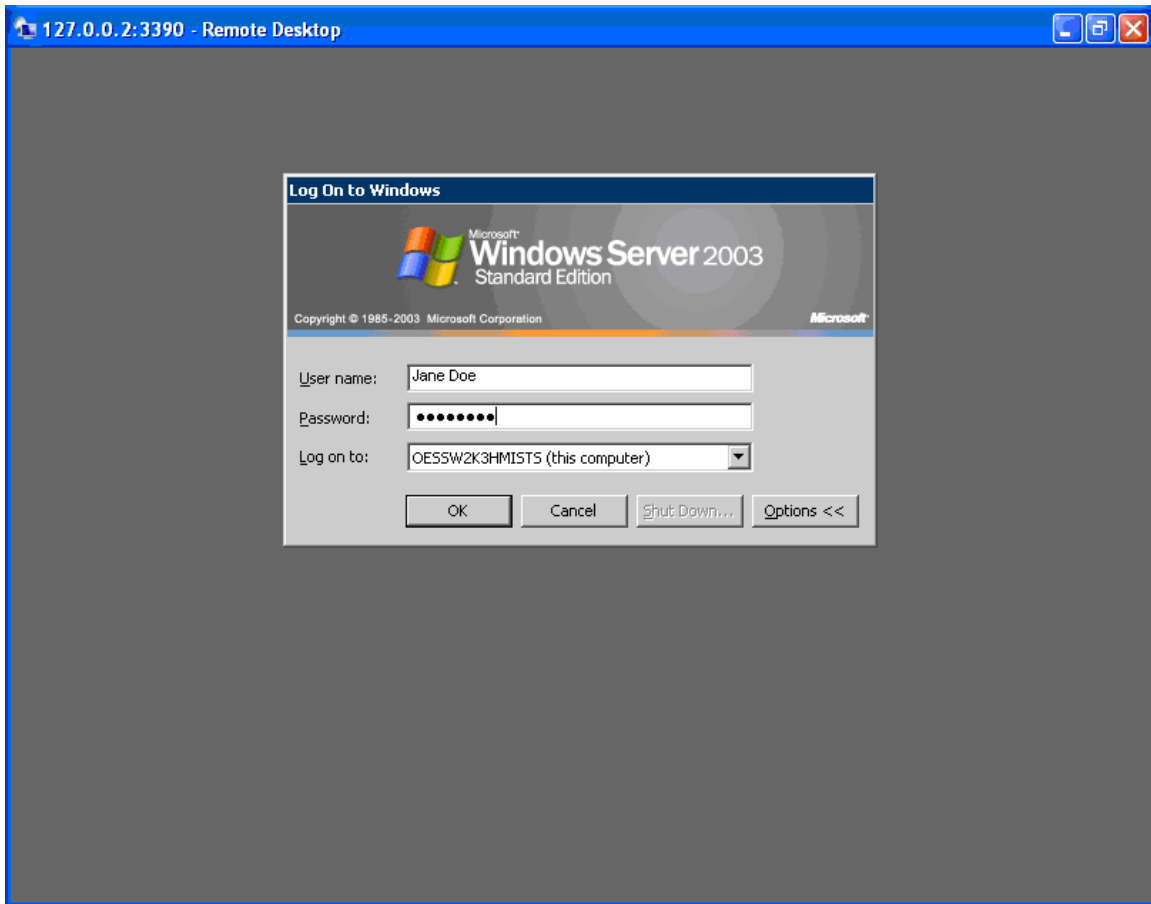 127.0.0.2:3390 - Remote Desktop
Log On to Windows
Microsoft
Windows Server 2003
Standard Edition
Copyright © 1985-2003 Microsoft Corporation Microsoft
User name: Jane Doe
Password: ●●●●●●●●
Log on to: OESSW2K3HMISTS (this computer)
OK Cancel Shut Down... Options <<